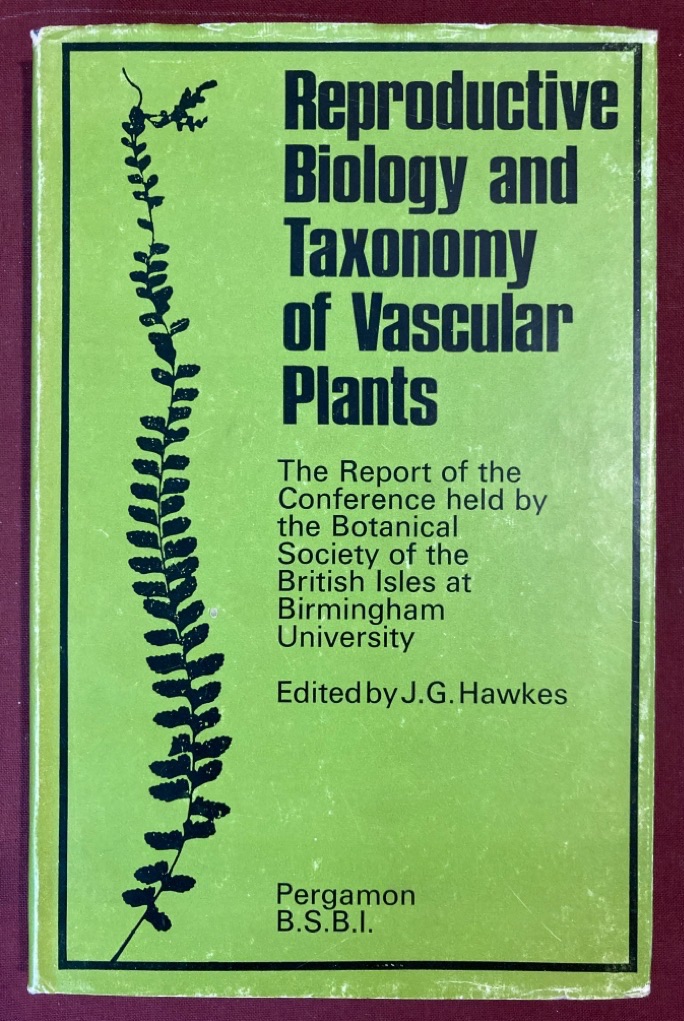 Reproductive
Biology and
Taxonomy
of Vascular
Plants
The Report of the
Conference held by
the Botanical
Society of the
British Isles at
Birmingham
University
Edited by J.G. Hawkes
Pergamon
B.S.B.I.